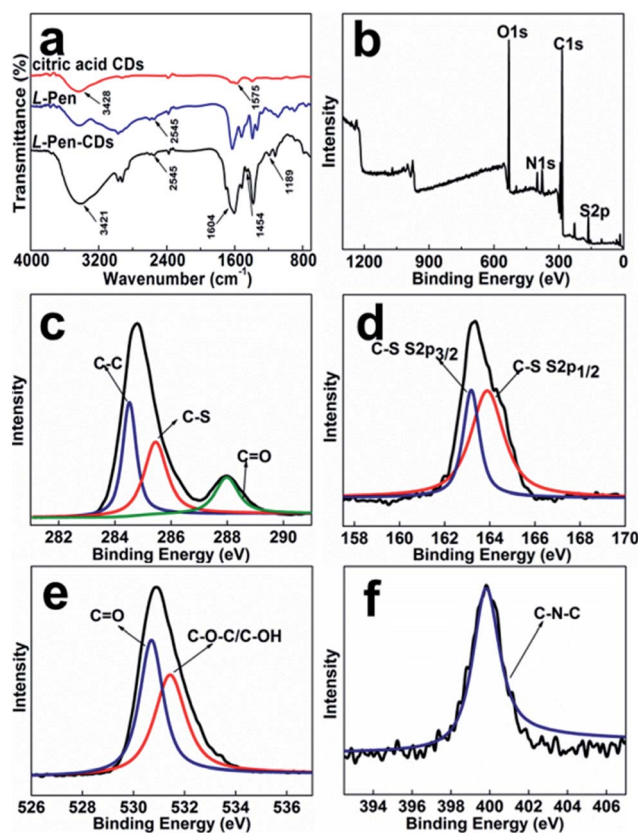 a
citric acid CDs
3428
1575
L-Pen
2545
L-Pen-CDs
2545
1189
3421
1604
1454
Transmittance (%)
4000 3200 2400 1600 800
Wavenumber (cm-1)
b
O1s
C1s
N1s
S2p
Intensity
1200 900 600 300 0
Binding Energy (eV)
c
C-C
C-S
C=O
Intensity
282 284 286 288 290
Binding Energy (eV)
d
C-S S2p3/2
C-S S2p1/2
Intensity
158 160 162 164 166 168 170
Binding Energy (eV)
e
C=O
C-O-C/C-OH
Intensity
526 528 530 532 534 536
Binding Energy (eV)
f
C-N-C
Intensity
394 396 398 400 402 404 406
Binding Energy (eV)